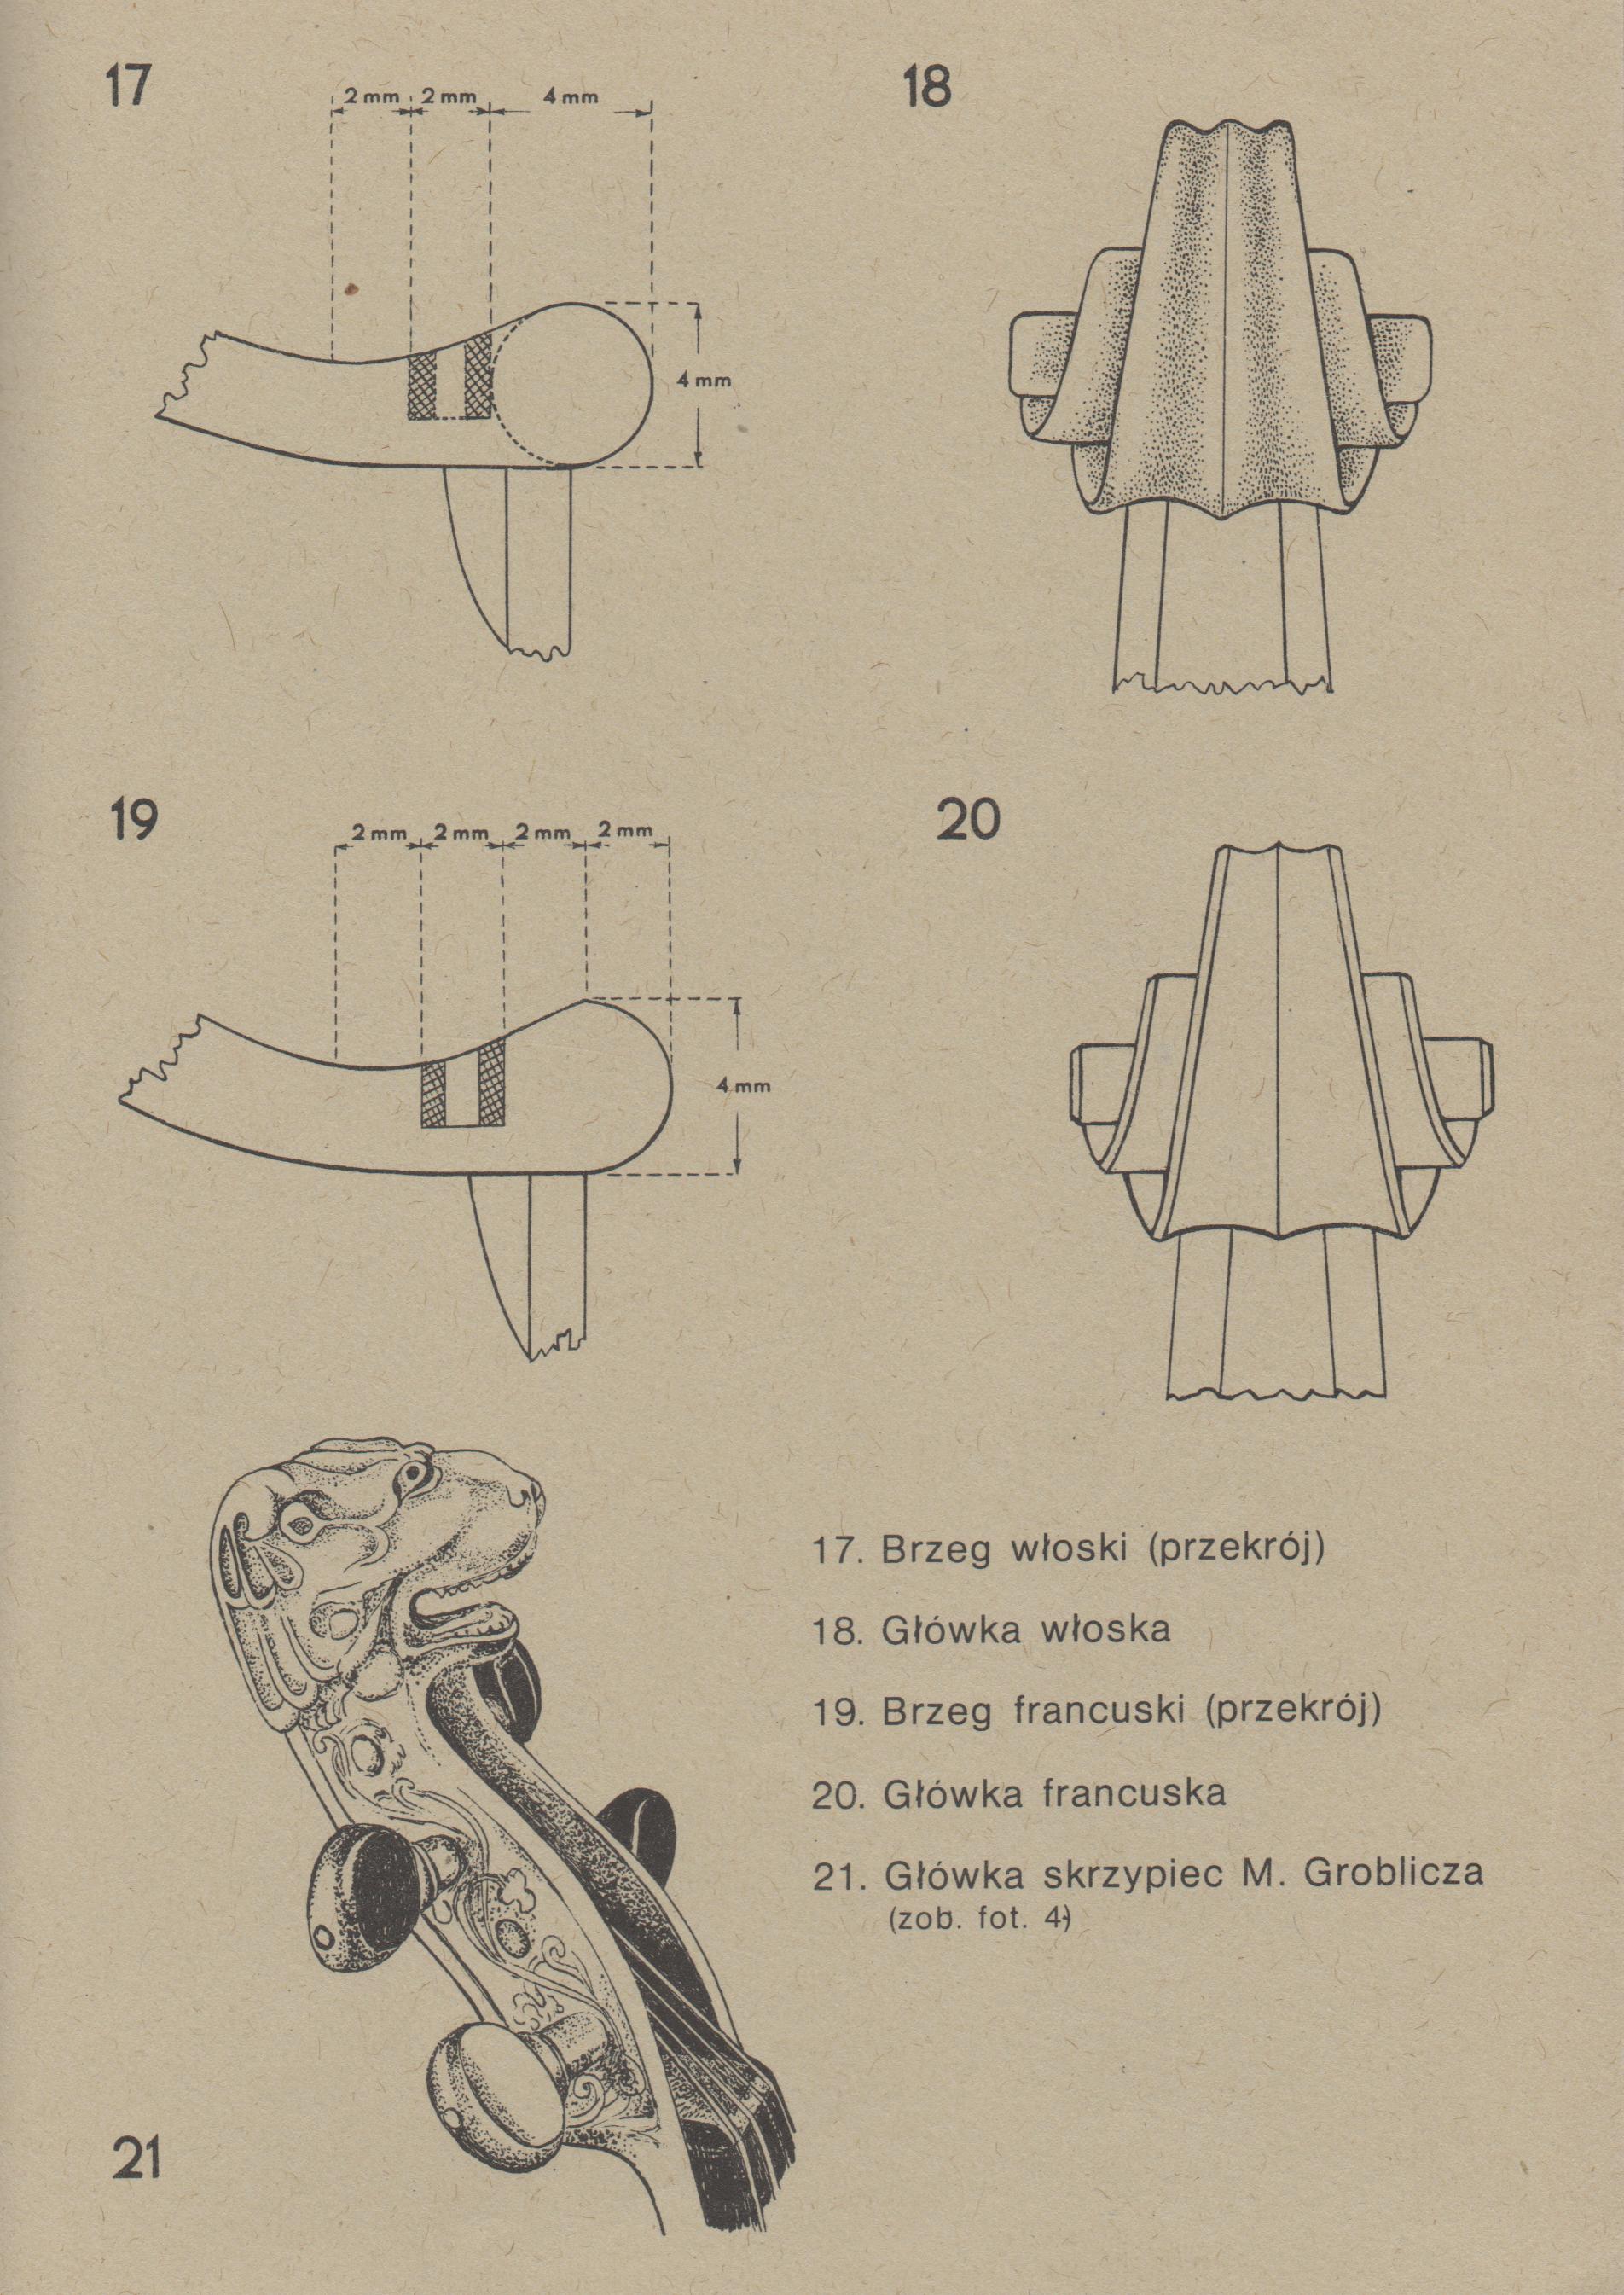 17
2 mm 2 mm 4 mm
4 mm
18
19
2 mm 2 mm 2 mm 2 mm
4 mm
20
21
17. Brzeg włoski (przekrój)
18. Główka włoska
19. Brzeg francuski (przekrój)
20. Główka francuska
21. Główka skrzypiec M. Groblicza
(zob. fot. 4)